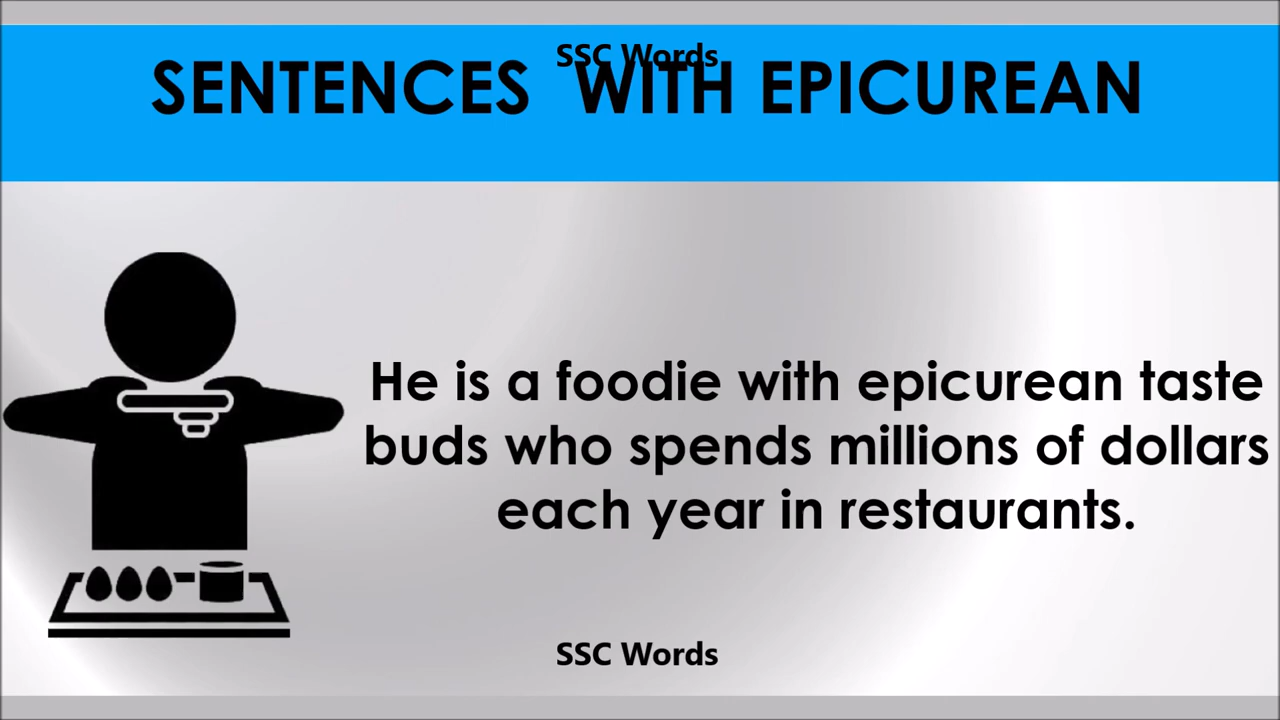 SSC Words
SENTENCES WITH EPICUREAN
He is a foodie with epicurean taste
buds who spends millions of dollars
each year in restaurants.
SSC Words